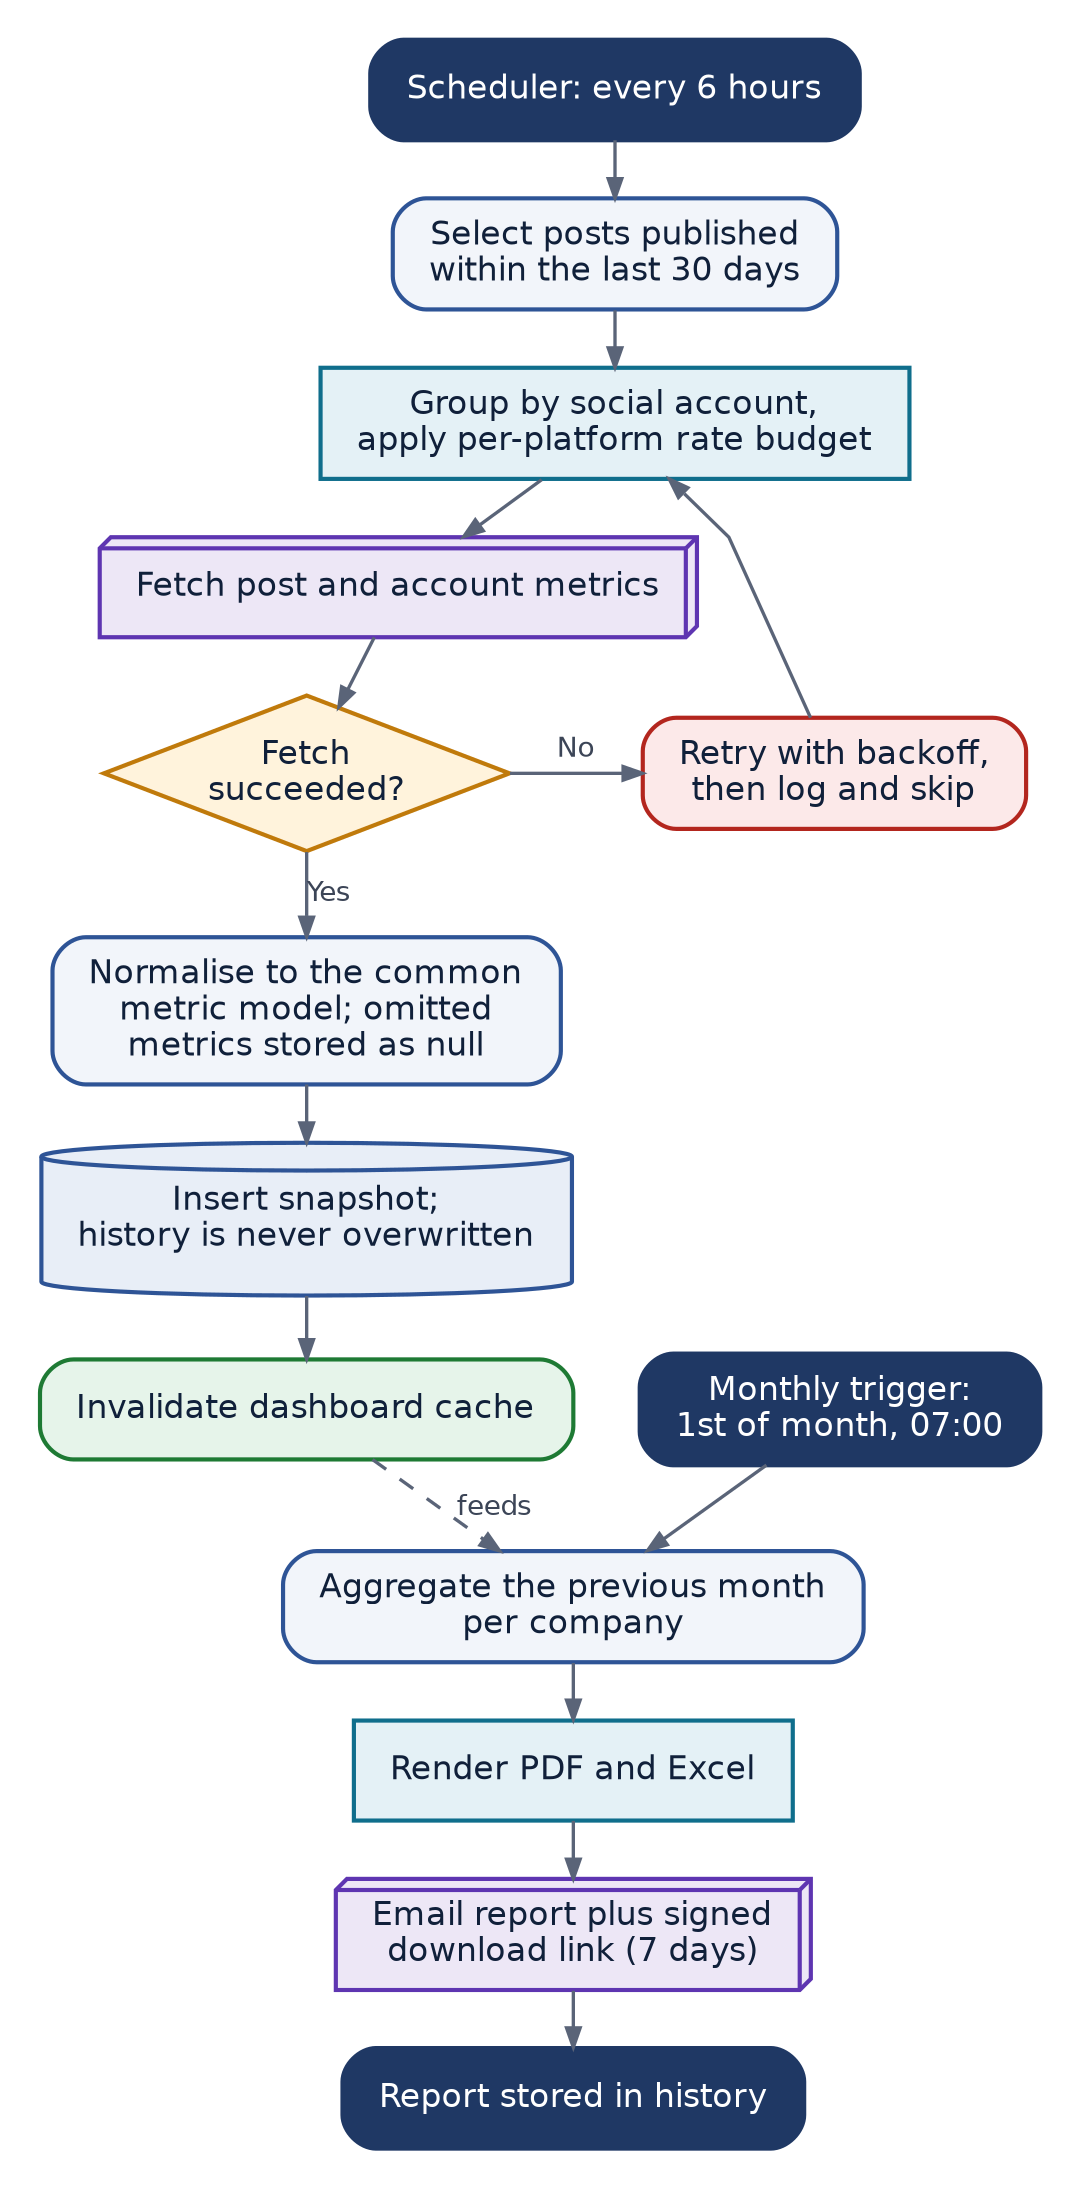 Scheduler: every 6 hours
Select posts published
within the last 30 days
Group by social account,
apply per-platform rate budget
Fetch post and account metrics
Fetch
succeeded?
No
Retry with backoff,
then log and skip
Yes
Normalise to the common
metric model; omitted
metrics stored as null
Insert snapshot;
history is never overwritten
Invalidate dashboard cache
Monthly trigger:
1st of month, 07:00
feeds
Aggregate the previous month
per company
Render PDF and Excel
Email report plus signed
download link (7 days)
Report stored in history